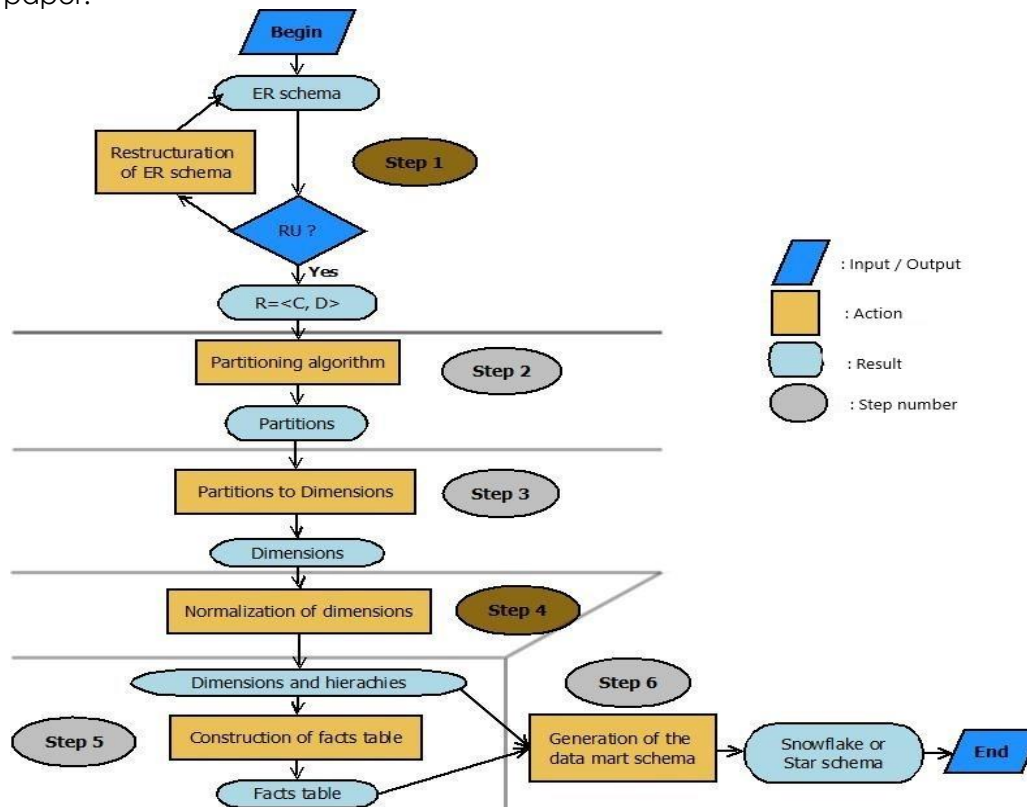 paper.
Begin
ER schema
Restructuration
of ER schema
Step 1
RU ?
Yes
R=<C, D>
: Input / Output
: Action
: Result
: Step number
Partitioning algorithm
Step 2
Partitions
Partitions to Dimensions
Step 3
Dimensions
Normalization of dimensions
Step 4
Dimensions and hierachies
Step 6
Step 5
Construction of facts table
Generation of the
data mart schema
Snowflake or
Star schema
End
Facts table